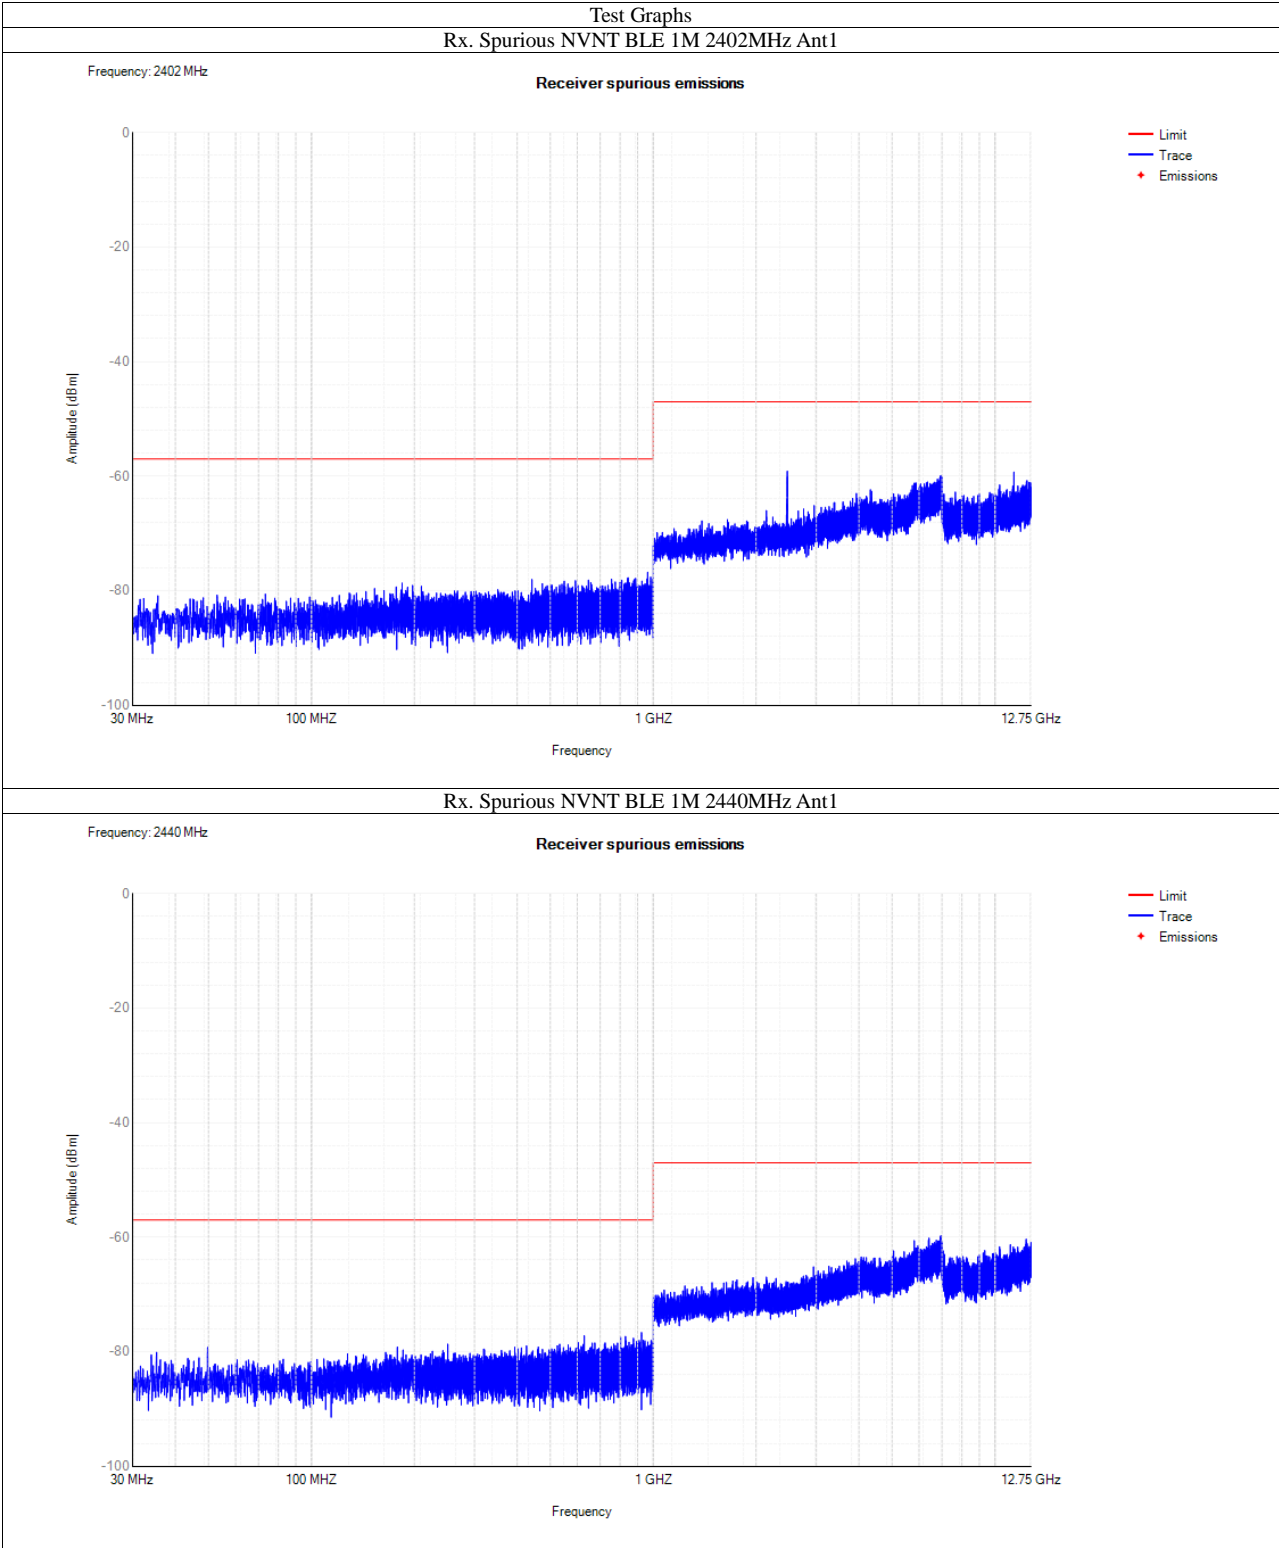 Test Graphs
Rx. Spurious NVNT BLE 1M 2402MHz Ant1
Frequency: 2402 MHz
Receiver spurious emissions
Limit
Trace
Emissions
Amplitude [dBm]
0
-20
-40
-60
-80
-100
30 MHz
100 MHZ
1 GHZ
12.75 GHz
Frequency
Rx. Spurious NVNT BLE 1M 2440MHz Ant1
Frequency: 2440 MHz
Receiver spurious emissions
Limit
Trace
Emissions
Amplitude [dBm]
0
-20
-40
-60
-80
-100
30 MHz
100 MHZ
1 GHZ
12.75 GHz
Frequency